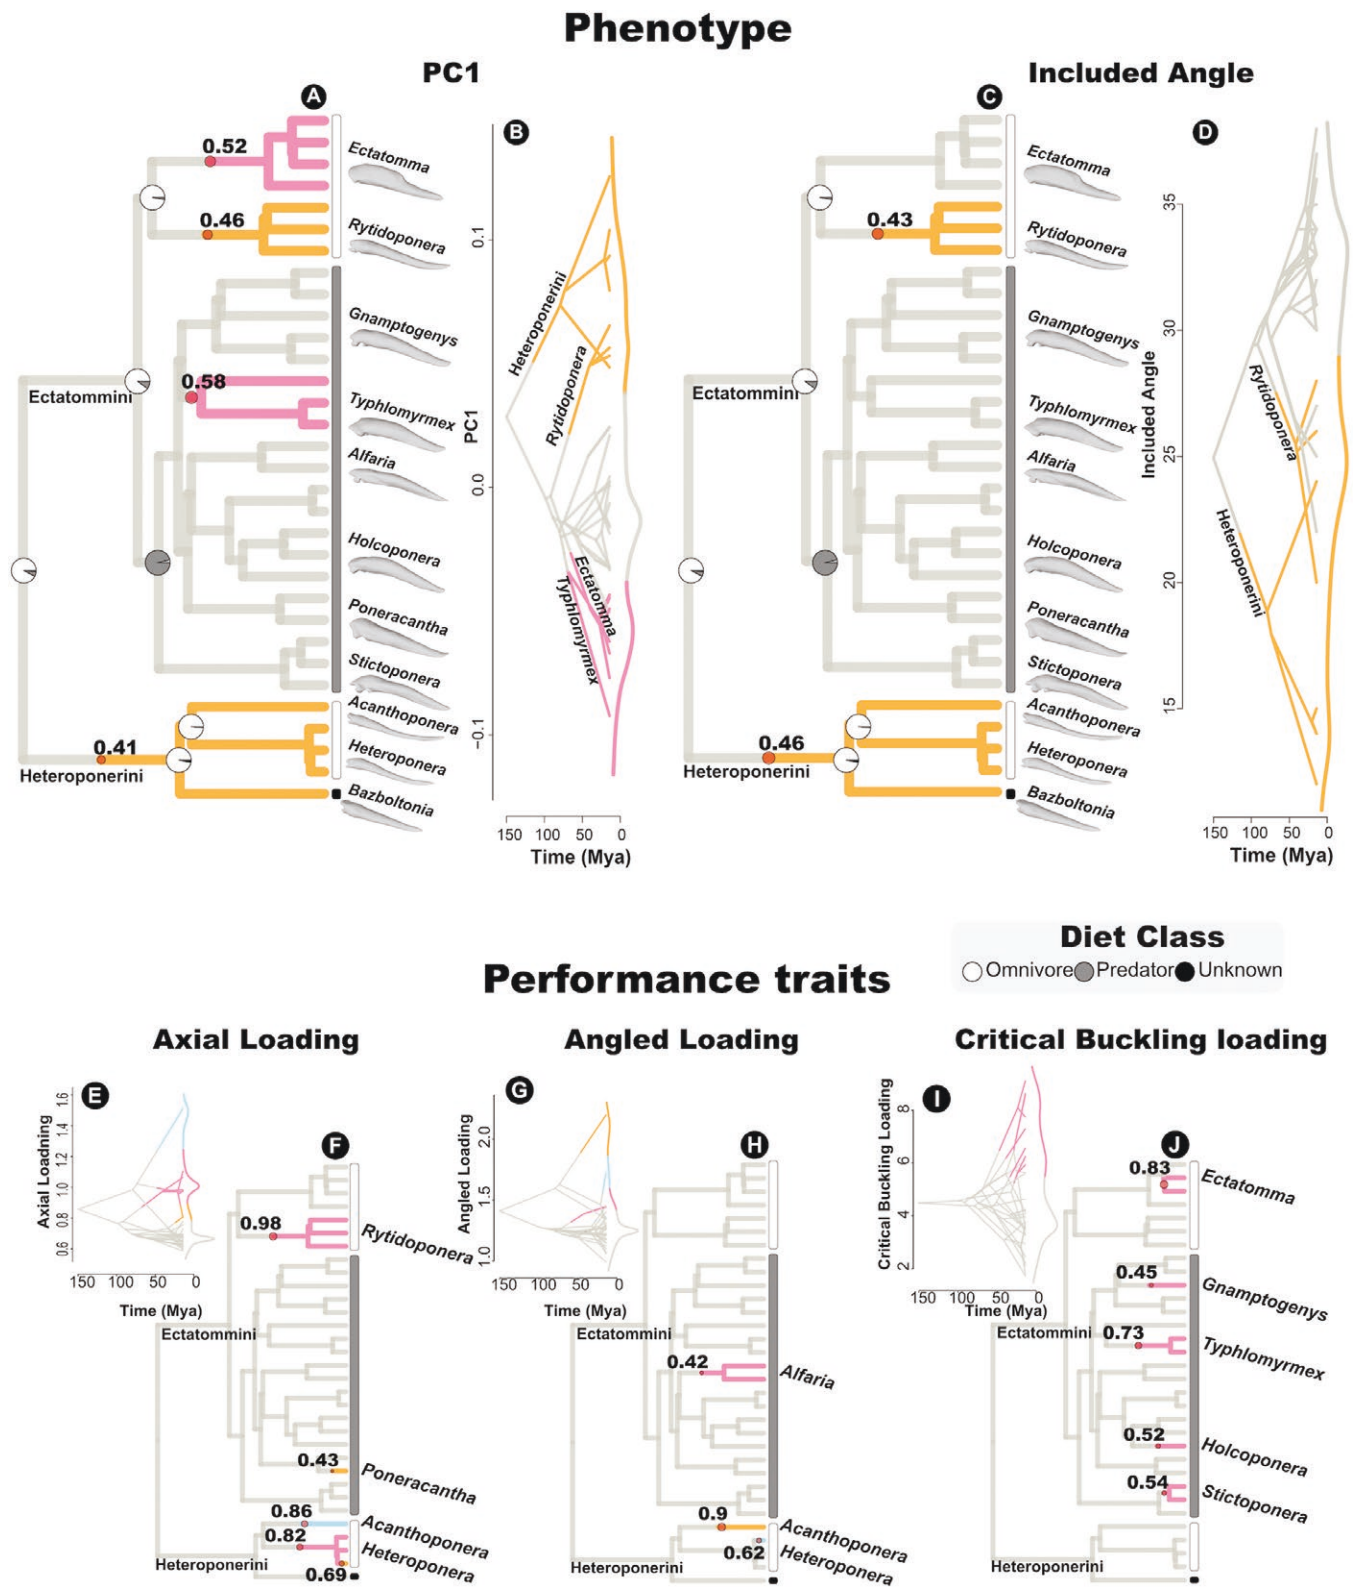 Phenotype
PC1
Included Angle
A
B
C
D
0.52
Ectatomma
0.46
Rytidoponera
Gnamptogenys
0.58
Typhlomyrmex
Ectatommini
Alfaria
Holcoponera
Poneracantha
Stictoponera
Acanthoponera
0.41
Heteroponera
Heteroponerini
Bazboltonia
PC1
0.1
0.0
−0.1
Heteroponerini
Rytidoponera
Ectatomma
Typhlomyrmex
150 100 50 0
Time (Mya)
Ectatomma
0.43
Rytidoponera
Gnamptogenys
Typhlomyrmex
Ectatommini
Alfaria
Holcoponera
Poneracantha
Stictoponera
Acanthoponera
0.46
Heteroponera
Heteroponerini
Bazboltonia
Included Angle
35
30
25
20
15
Rytidoponera
Heteroponerini
150 100 50 0
Time (Mya)
Diet Class
Omnivore Predator Unknown
Performance traits
Axial Loading
Angled Loading
Critical Buckling loading
E
Axial Loadning
1.6
1.4
1.2
1.0
0.8
0.6
150 100 50 0
Time (Mya)
F
0.98
Rytidoponera
Ectatommini
0.43
Poneracantha
0.86
Acanthoponera
0.82
Heteroponera
Heteroponerini
0.69
G
Angled Loading
2.0
1.5
1.0
150 100 50 0
Time (Mya)
H
Ectatommini
0.42
Alfaria
0.9
Acanthoponera
0.62
Heteroponera
Heteroponerini
I
Critical Buckling Loading
8
6
4
2
150 100 50 0
Time (Mya)
J
0.83
Ectatomma
0.45
Gnamptogenys
Ectatommini
0.73
Typhlomyrmex
0.52
Holcoponera
0.54
Stictoponera
Heteroponerini